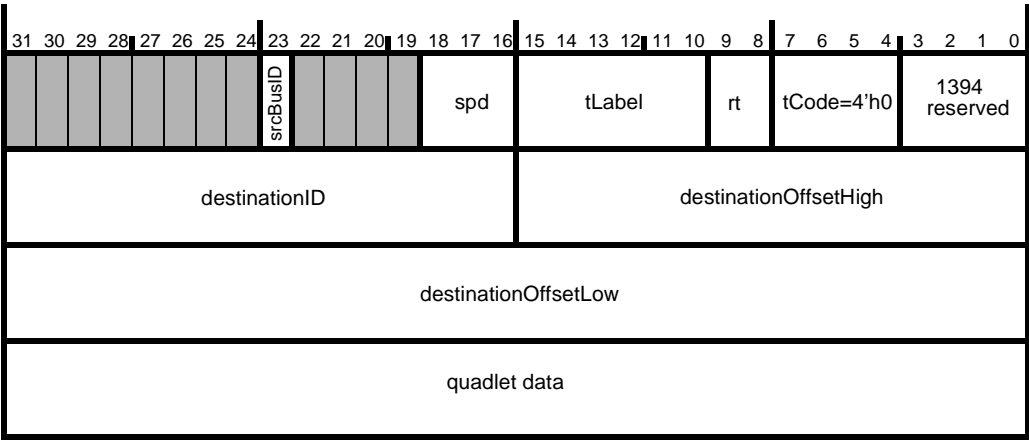 31 30 29 28 27 26 25 24 23 22 21 20 19 18 17 16 15 14 13 12 11 10 9 8 7 6 5 4 3 2 1 0
srcBusID spd tLabel rt tCode=4'h0 1394
reserved
destinationID destinationOffsetHigh
destinationOffsetLow
quadlet data